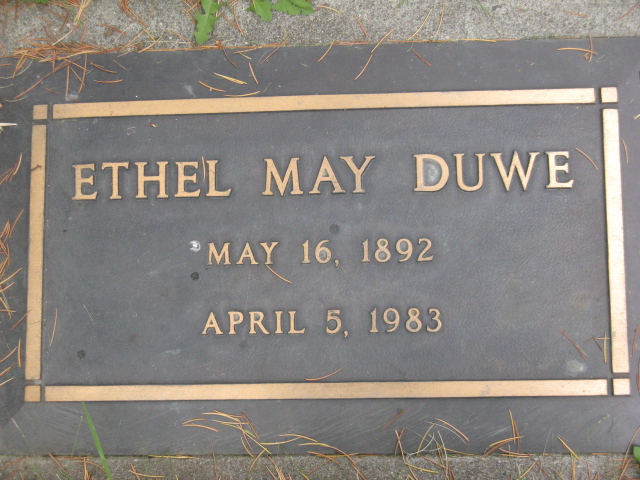 ETHEL MAY DUWE
MAY 16, 1892
APRIL 5, 1983